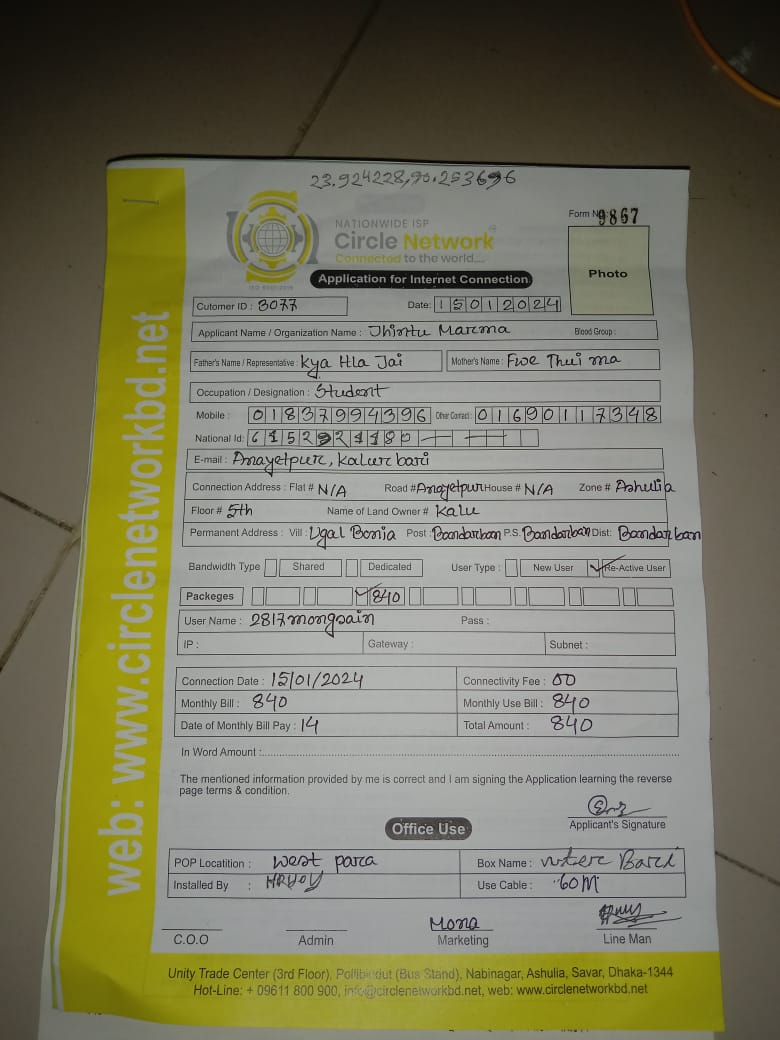 23.924228,90.253696
NATIONWIDE ISP
Circle Network
Connected to the world....
ISO 9001:2015
Form No 9867
Photo
Application for Internet Connection
Cutomer ID : 3077 Date: 15012024
Applicant Name / Organization Name : Jhintu Marma Blood Group :
Father's Name / Representative : Kya Hla Jai Mother's Name : Fwe Thui ma
Occupation / Designation : Student
Mobile : 01837994396 Other Contact : 01690117348
National Id:
E-mail : Anayetpur, Kalur bari
Connection Address : Flat # N/A Road # Anayetpur House # N/A Zone # Ashulia
Floor # 5th Name of Land Owner # Kalu
Permanent Address : Vill : Ugal Bonia Post : Bandarban P.S. Bandarban Dist: Bandarban
Bandwidth Type Shared Dedicated User Type : New User Re-Active User
Packeges 840
User Name : 2817mongsain Pass :
IP : Gateway : Subnet :
Connection Date : 15/01/2024 Connectivity Fee : 00
Monthly Bill : 840 Monthly Use Bill : 840
Date of Monthly Bill Pay : 14 Total Amount : 840
In Word Amount :
The mentioned information provided by me is correct and I am signing the Application learning the reverse
page terms & condition.
Applicant's Signature
Office Use
POP Locatition : west para Box Name : Bari
Installed By : Use Cable : 60M
Mona
C.O.O Admin Marketing Line Man
Unity Trade Center (3rd Floor), Pollibiddut (Bus Stand), Nabinagar, Ashulia, Savar, Dhaka-1344
Hot-Line: + 09611 800 900, info@circlenetworkbd.net, web: www.circlenetworkbd.net
web: www.circlenetworkbd.net